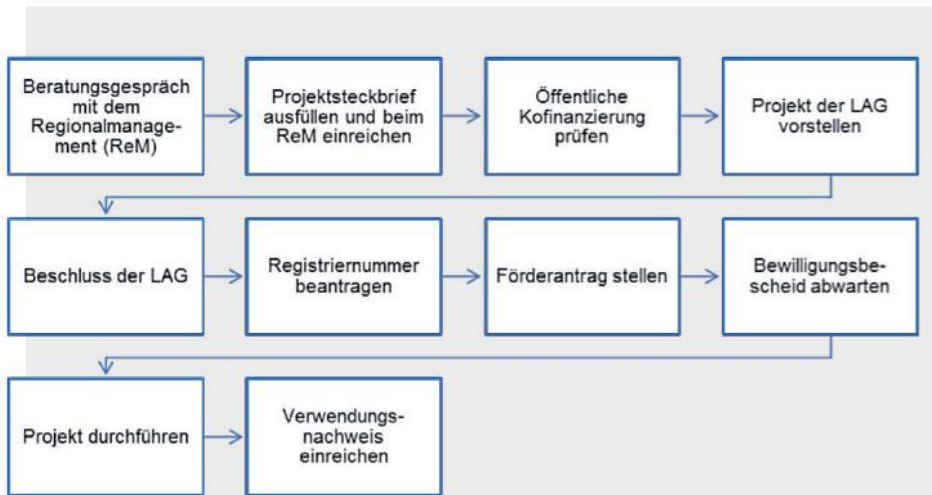 Beratungsgespräch
mit dem
Regionalmanage-
ment (ReM)
Projektsteckbrief
ausfüllen und beim
ReM einreichen
Öffentliche
Kofinanzierung
prüfen
Projekt der LAG
vorstellen
Beschluss der LAG
Registriernummer
beantragen
Förderantrag stellen
Bewilligungsbe-
scheid abwarten
Projekt durchführen
Verwendungs-
nachweis
einreichen